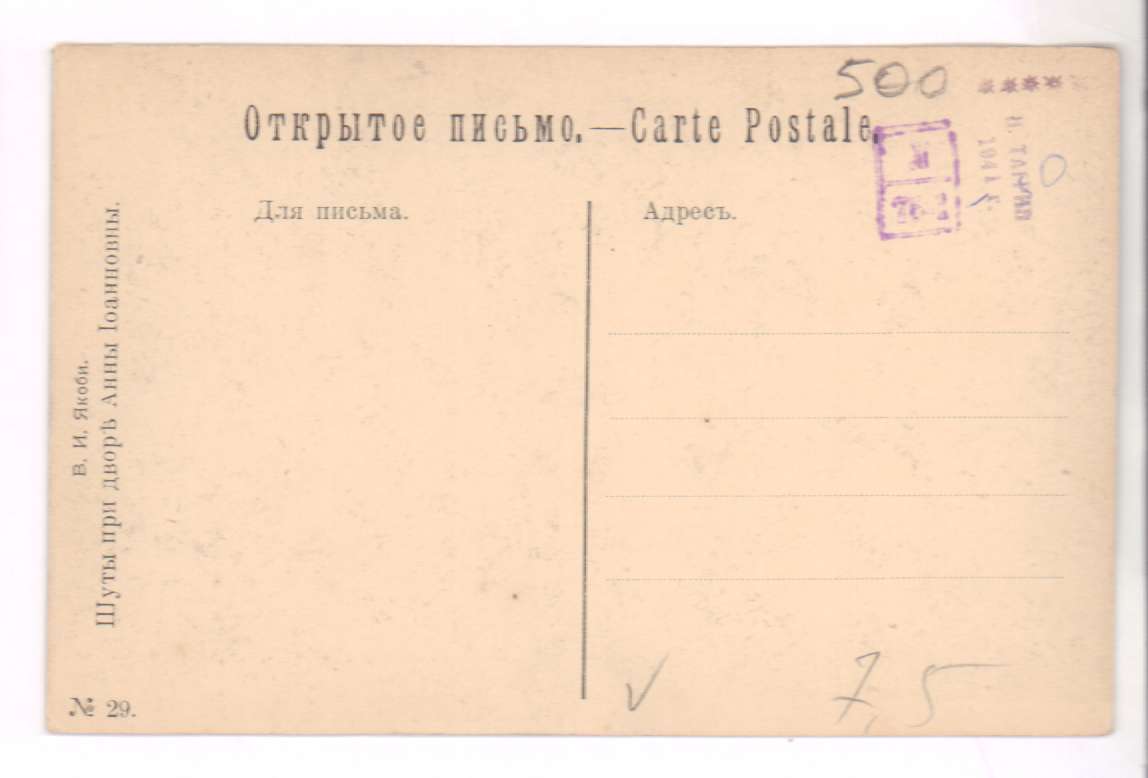 500
Открытое письмо.—Carte Postale.
Для письма.
Адресъ.
В. И. Якоби.
Шуты при дворѣ Анны Іоанновны.
№ 29.
7,5